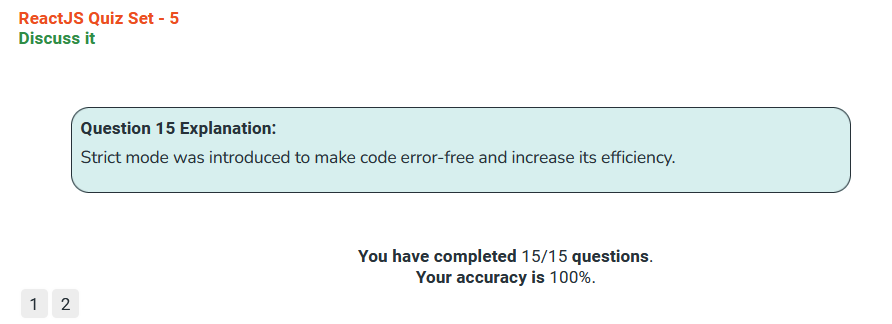 ReactJS Quiz Set - 5
Discuss it
Question 15 Explanation:
Strict mode was introduced to make code error-free and increase its efficiency.
You have completed 15/15 questions.
Your accuracy is 100%.
1 2